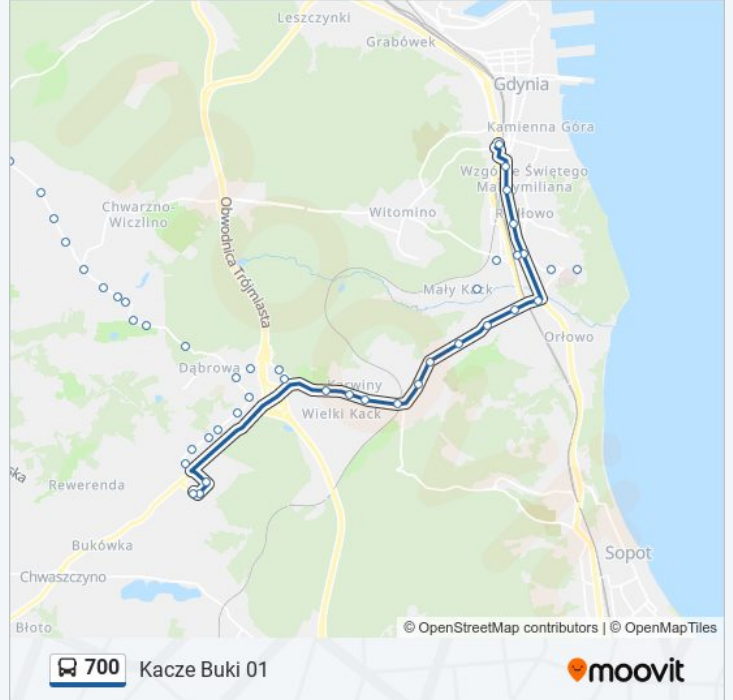 Leszczynki
Grabówek
Gdynia
Kamienna Góra
Wzgórze Świętego
Maksymiliana
Chwarzno-
Wiczlino
Witomino
Redłowo
Obwodnica Trójmiasta
Mały Kack
Orłowo
Dąbrowa
Karwiny
Wielki Kack
ska
Rewerenda
Bukówka
Sopot
Chwaszczyno
Błoto
© OpenStreetMap contributors | © OpenMapTiles
700 Kacze Buki 01
moovit